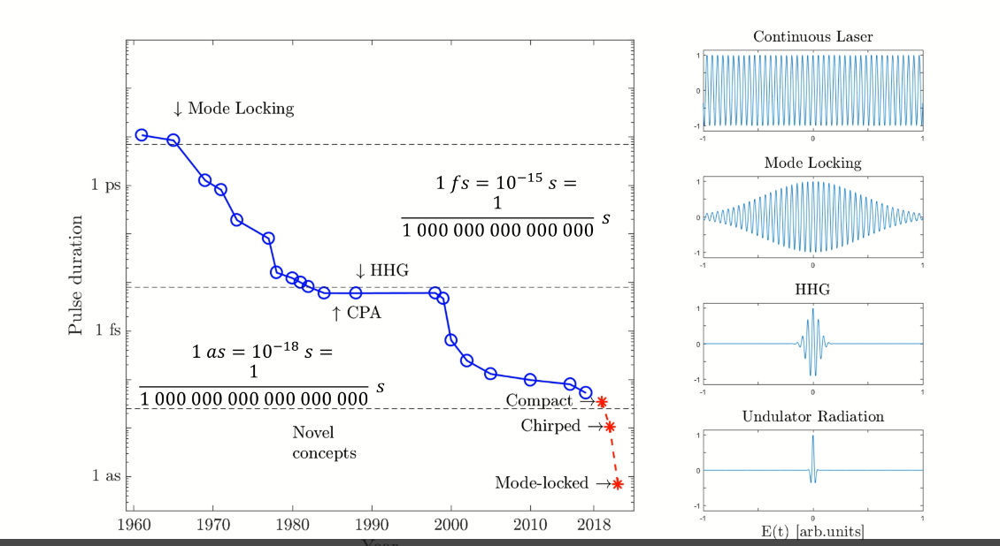 ↓ Mode Locking
1 ps
1 fs = 10⁻¹⁵ s =
1
1 000 000 000 000 000 s
Pulse duration
↓ HHG
↑ CPA
1 fs
1 as = 10⁻¹⁸ s =
1
1 000 000 000 000 000 000 s
Compact →
Chirped →
Novel
concepts
Mode-locked →
1 as
1960 1970 1980 1990 2000 2010 2018
Year
Continuous Laser
1
0
-1
-1 0 1
Mode Locking
1
0
-1
-1 0 1
HHG
1
0
-1
-1 0 1
Undulator Radiation
1
0
-1
-1 0 1
E(t) [arb.units]